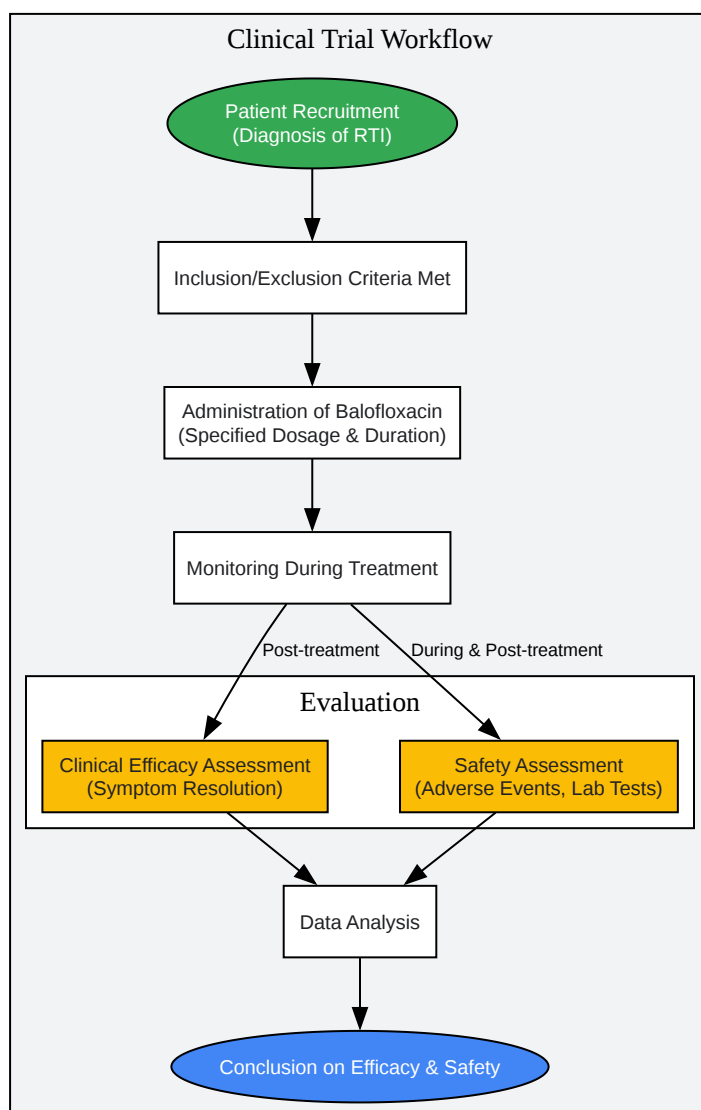 Clinical Trial Workflow
Patient Recruitment
(Diagnosis of RTI)
Inclusion/Exclusion Criteria Met
Administration of Balofloxacin
(Specified Dosage & Duration)
Monitoring During Treatment
Post-treatment
During & Post-treatment
Evaluation
Clinical Efficacy Assessment
(Symptom Resolution)
Safety Assessment
(Adverse Events, Lab Tests)
Data Analysis
Conclusion on Efficacy & Safety